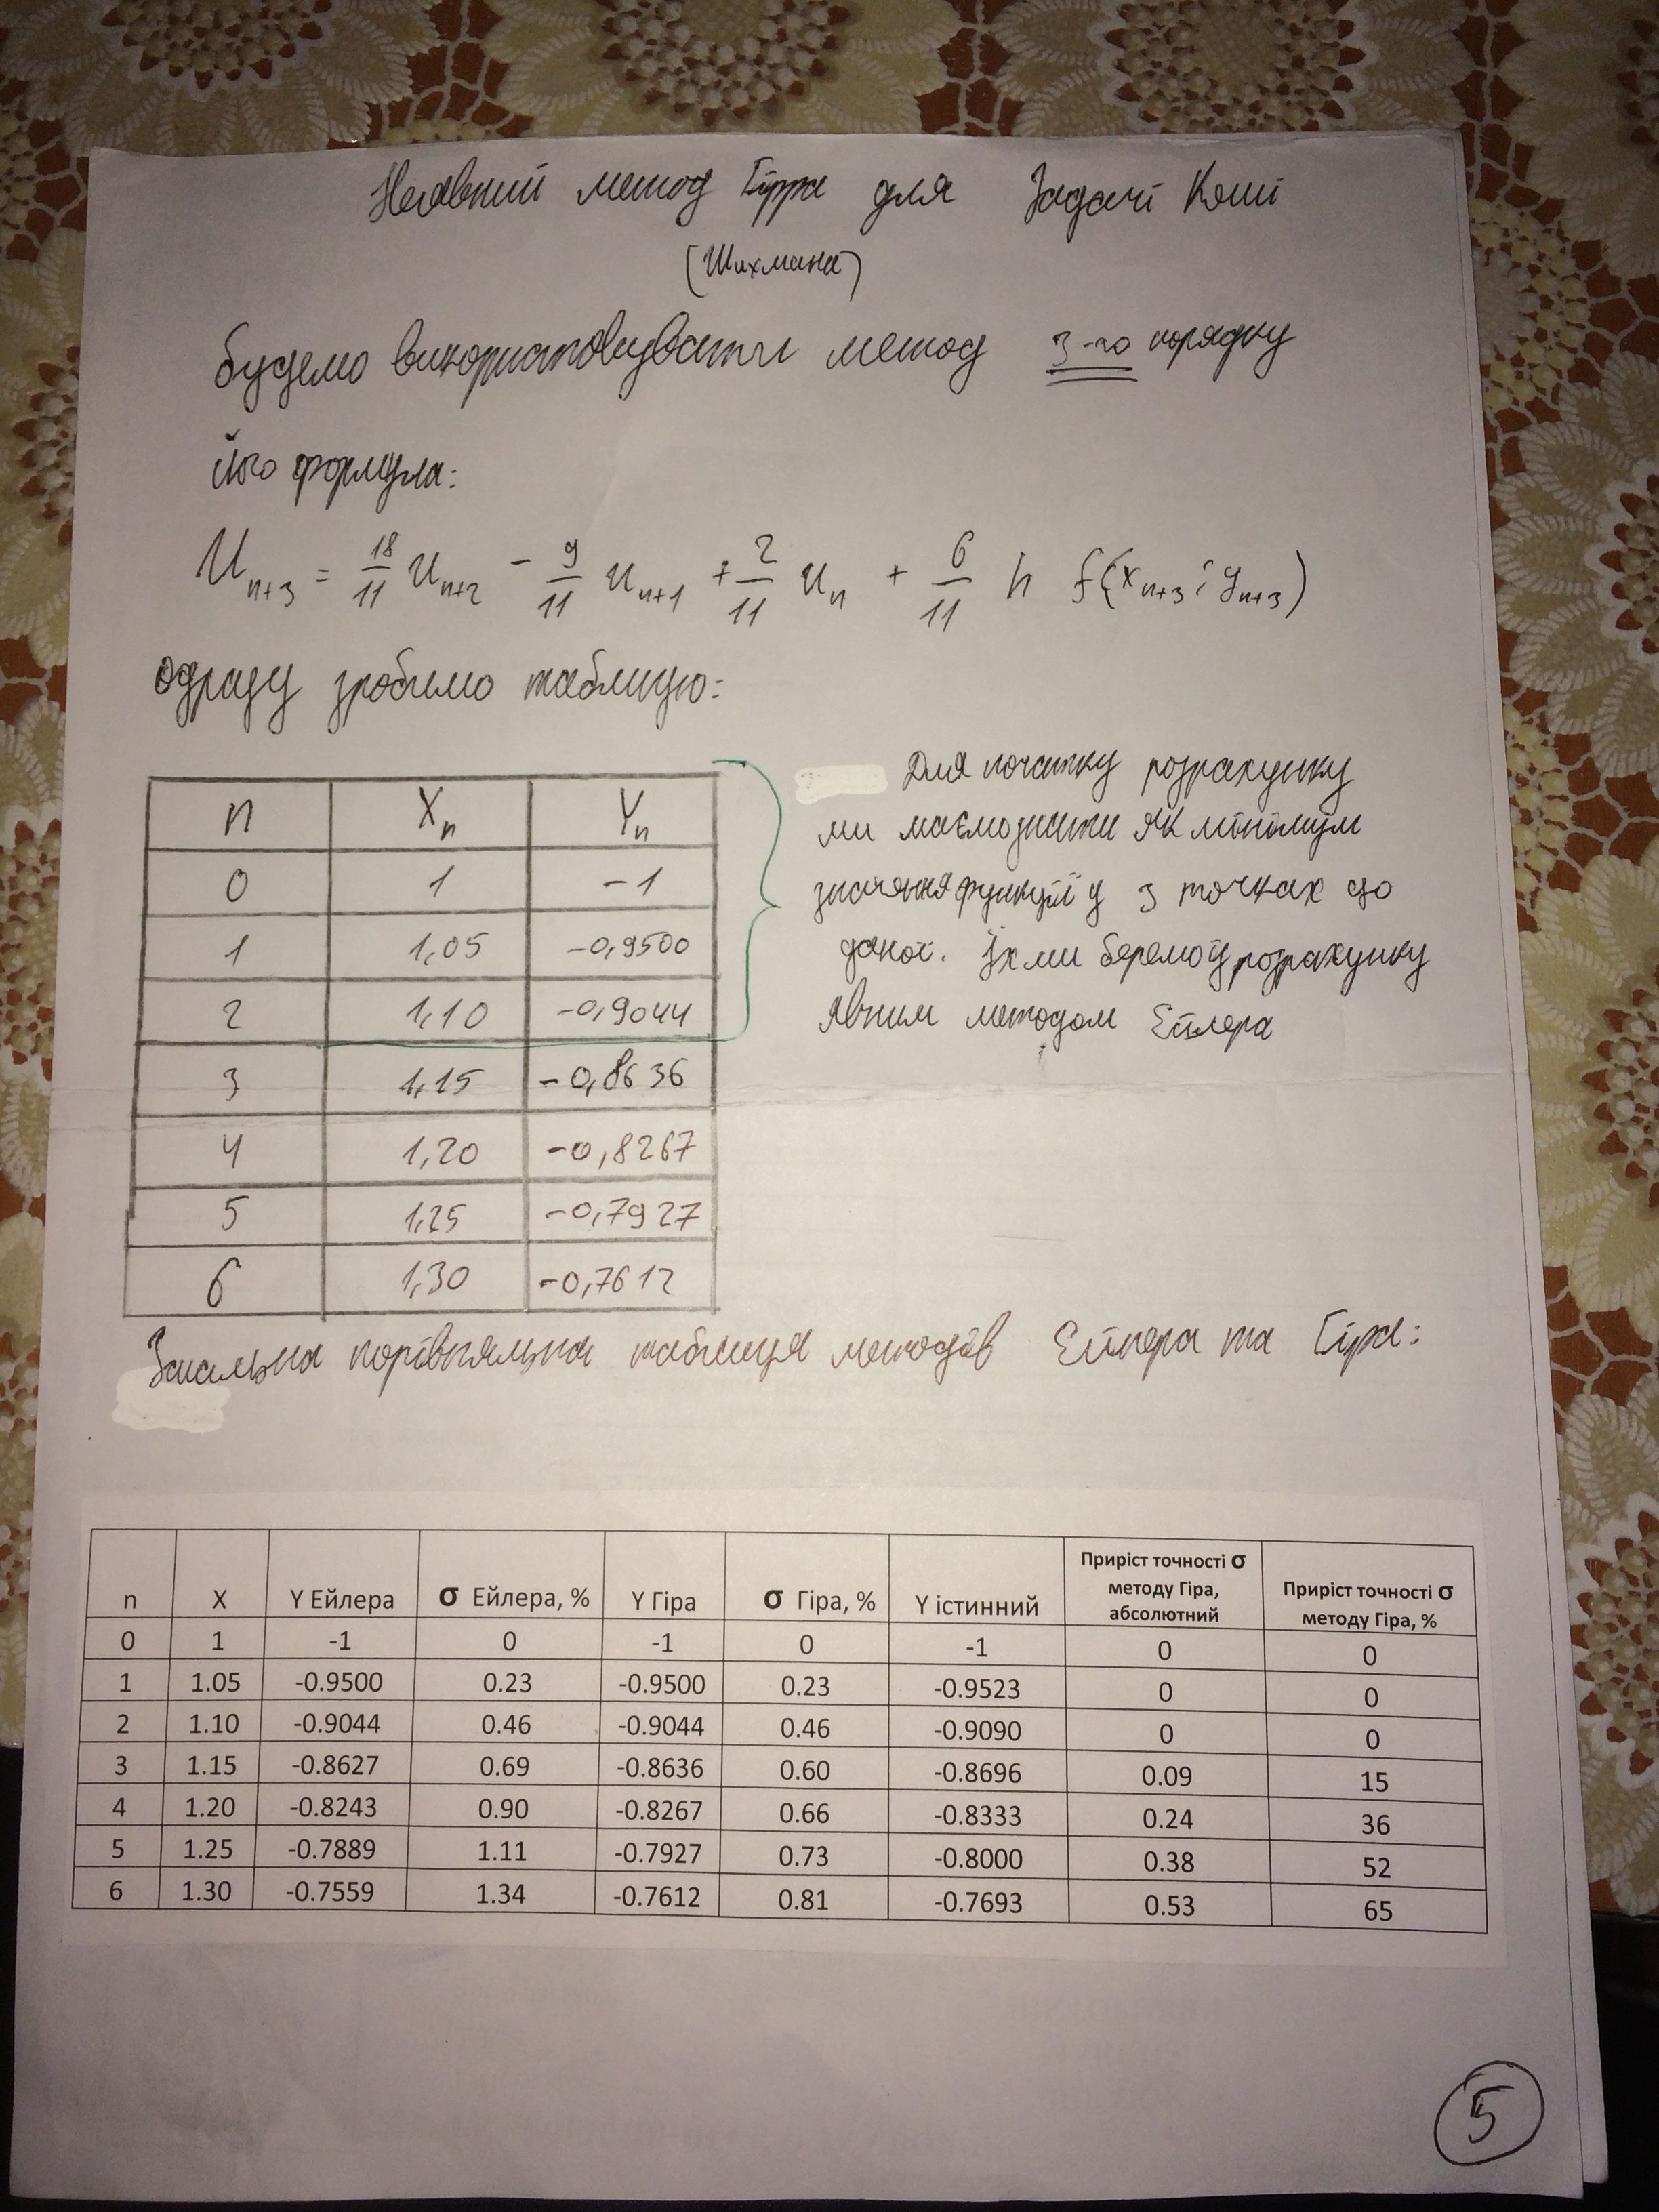 Неявний метод Гірра для Задачі Коші
(Шихмана)
будемо використовувати метод 3-го порядку
його формула:
U_{n+3} = 18/11 U_{n+2} - 9/11 U_{n+1} + 2/11 U_n + 6/11 h f(x_{n+3}; y_{n+3})
одразу зробимо таблицю:
n X_n Y_n
0 1 -1
1 1,05 -0,9500
2 1,10 -0,9044
3 1,15 -0,8636
4 1,20 -0,8267
5 1,25 -0,7927
6 1,30 -0,7612
Для початку розрахунку
ми маємо знати як мінімум
значення функції у 3 точках до
даної. Їх ми беремо із розрахунку
явним методом Ейлера
Загальна порівняльна таблиця методів Ейлера та Гіра:
n X Y Ейлера σ Ейлера, % Y Гіра σ Гіра, % Y істинний Приріст точності σ методу Гіра, абсолютний Приріст точності σ методу Гіра, %
0 1 -1 0 -1 0 -1 0 0
1 1.05 -0.9500 0.23 -0.9500 0.23 -0.9523 0 0
2 1.10 -0.9044 0.46 -0.9044 0.46 -0.9090 0 0
3 1.15 -0.8627 0.69 -0.8636 0.60 -0.8696 0.09 15
4 1.20 -0.8243 0.90 -0.8267 0.66 -0.8333 0.24 36
5 1.25 -0.7889 1.11 -0.7927 0.73 -0.8000 0.38 52
6 1.30 -0.7559 1.34 -0.7612 0.81 -0.7693 0.53 65
5